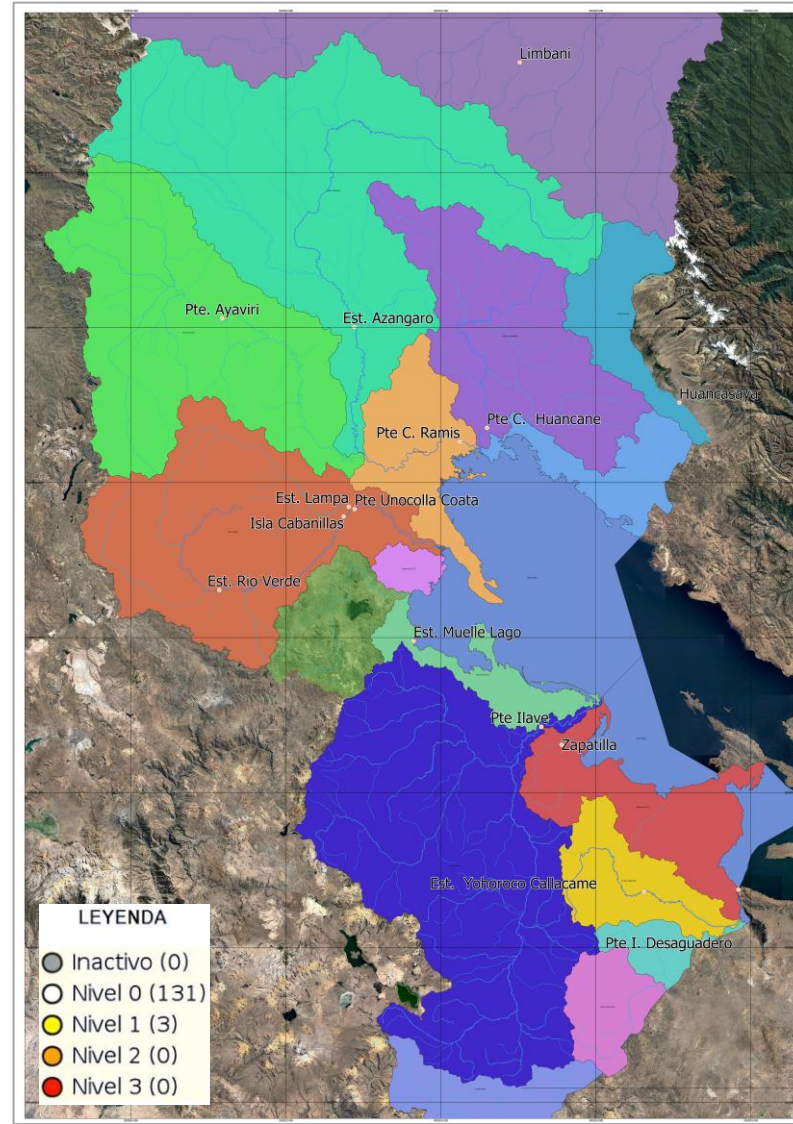 Limbani
Pte. Ayaviri
Est. Azangaro
Huancasaya
Pte C. Huancane
Pte C. Ramis
Est. Lampa
Pte Unocolla Coata
Isla Cabanillas
Est. Rio Verde
Est. Muelle Lago
Pte Ilave
Zapatilla
Est. Yohoroco Callacame
Pte I. Desaguadero
LEYENDA
Inactivo (0)
Nivel 0 (131)
Nivel 1 (3)
Nivel 2 (0)
Nivel 3 (0)